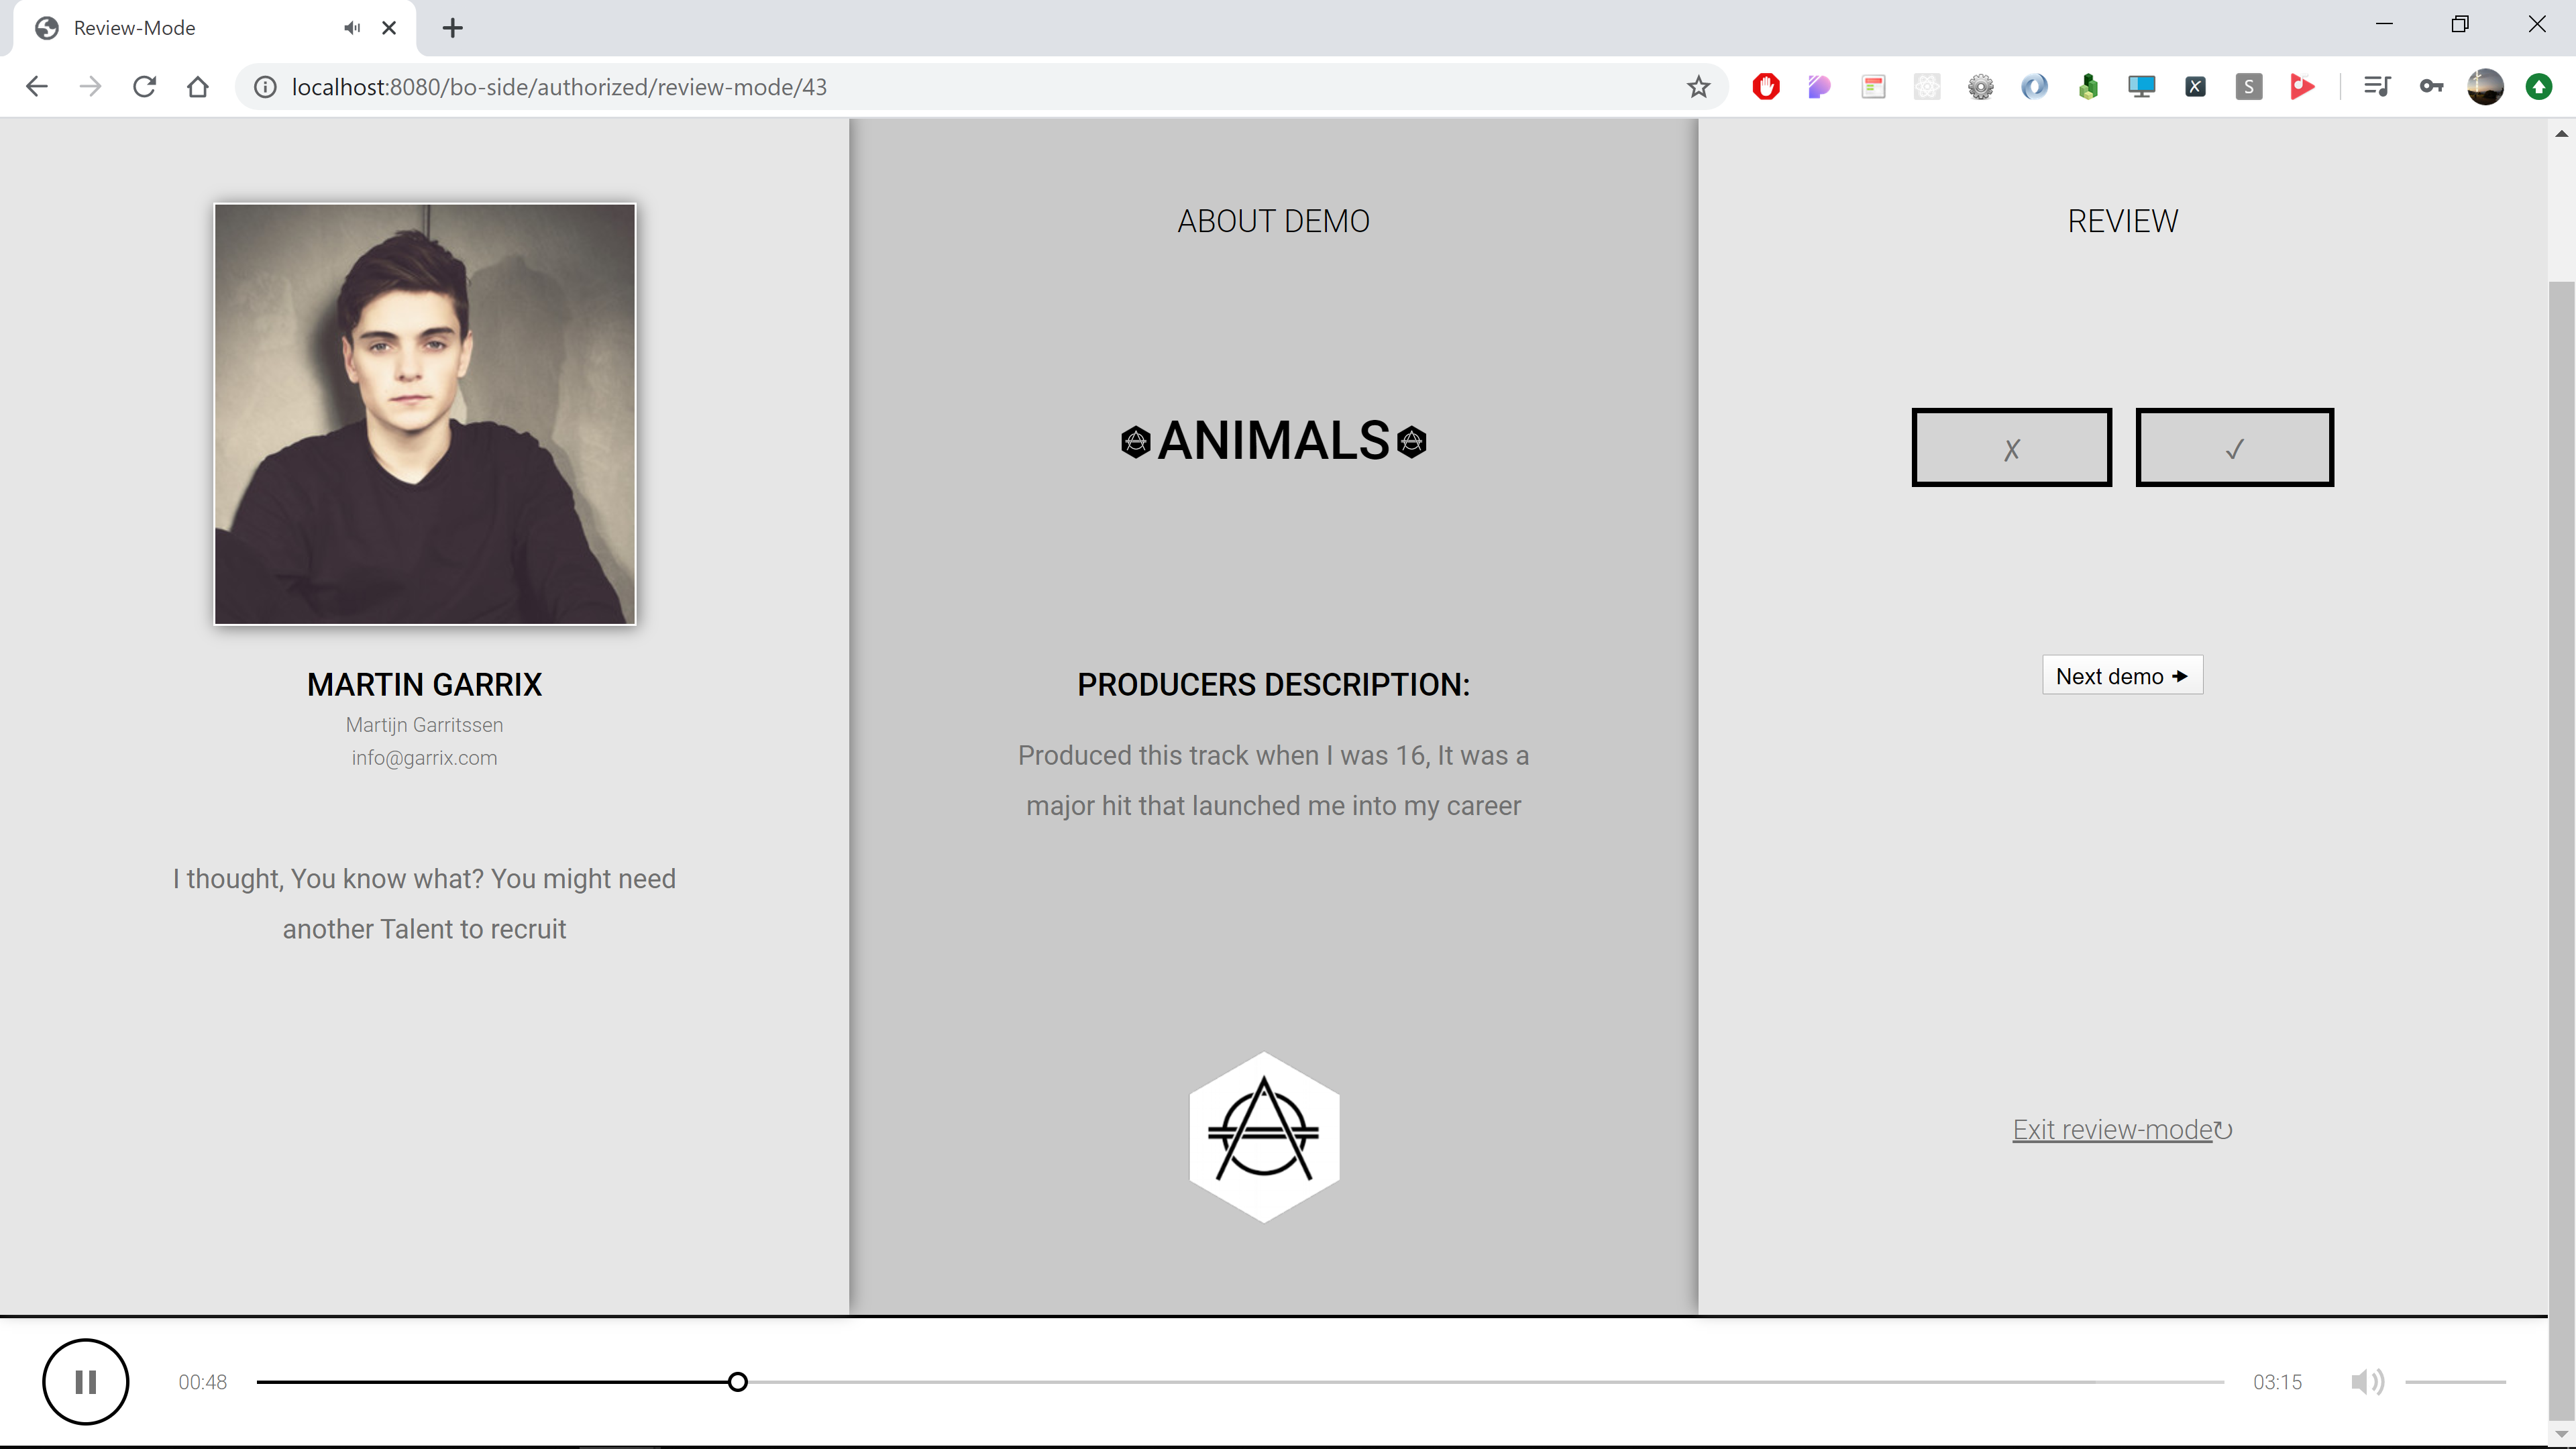 Review-Mode
localhost:8080/bo-side/authorized/review-mode/43
MARTIN GARRIX
Martijn Garritssen
info@garrix.com
I thought, You know what? You might need
another Talent to recruit
ABOUT DEMO
ANIMALS
PRODUCERS DESCRIPTION:
Produced this track when I was 16, It was a
major hit that launched me into my career
REVIEW
✗ ✓
Next demo 🠊
Exit review-mode↻
00:48
03:15